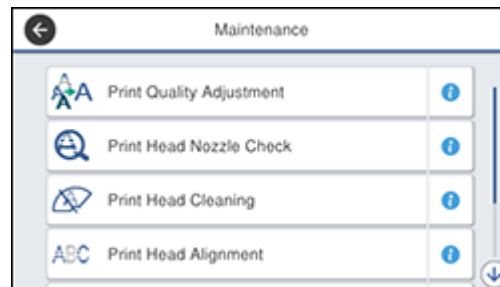 Maintenance
Print Quality Adjustment
Print Head Nozzle Check
Print Head Cleaning
ABC Print Head Alignment